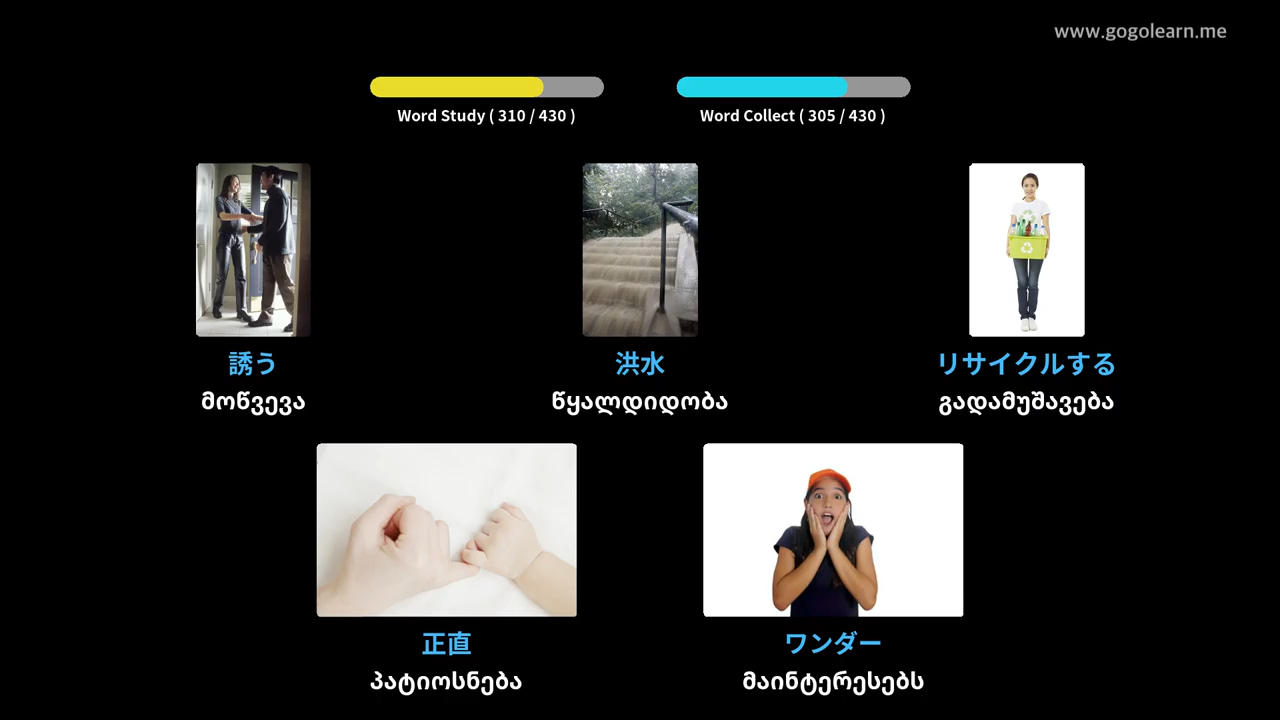 www.gogolearn.me
Word Study ( 310 / 430 )
Word Collect ( 305 / 430 )
誘う
洪水
リサイクルする
მოწვევა
წყალდიდობა
გადამუშავება
正直
ワンダー
პატიოსნება
მაინტერესებს